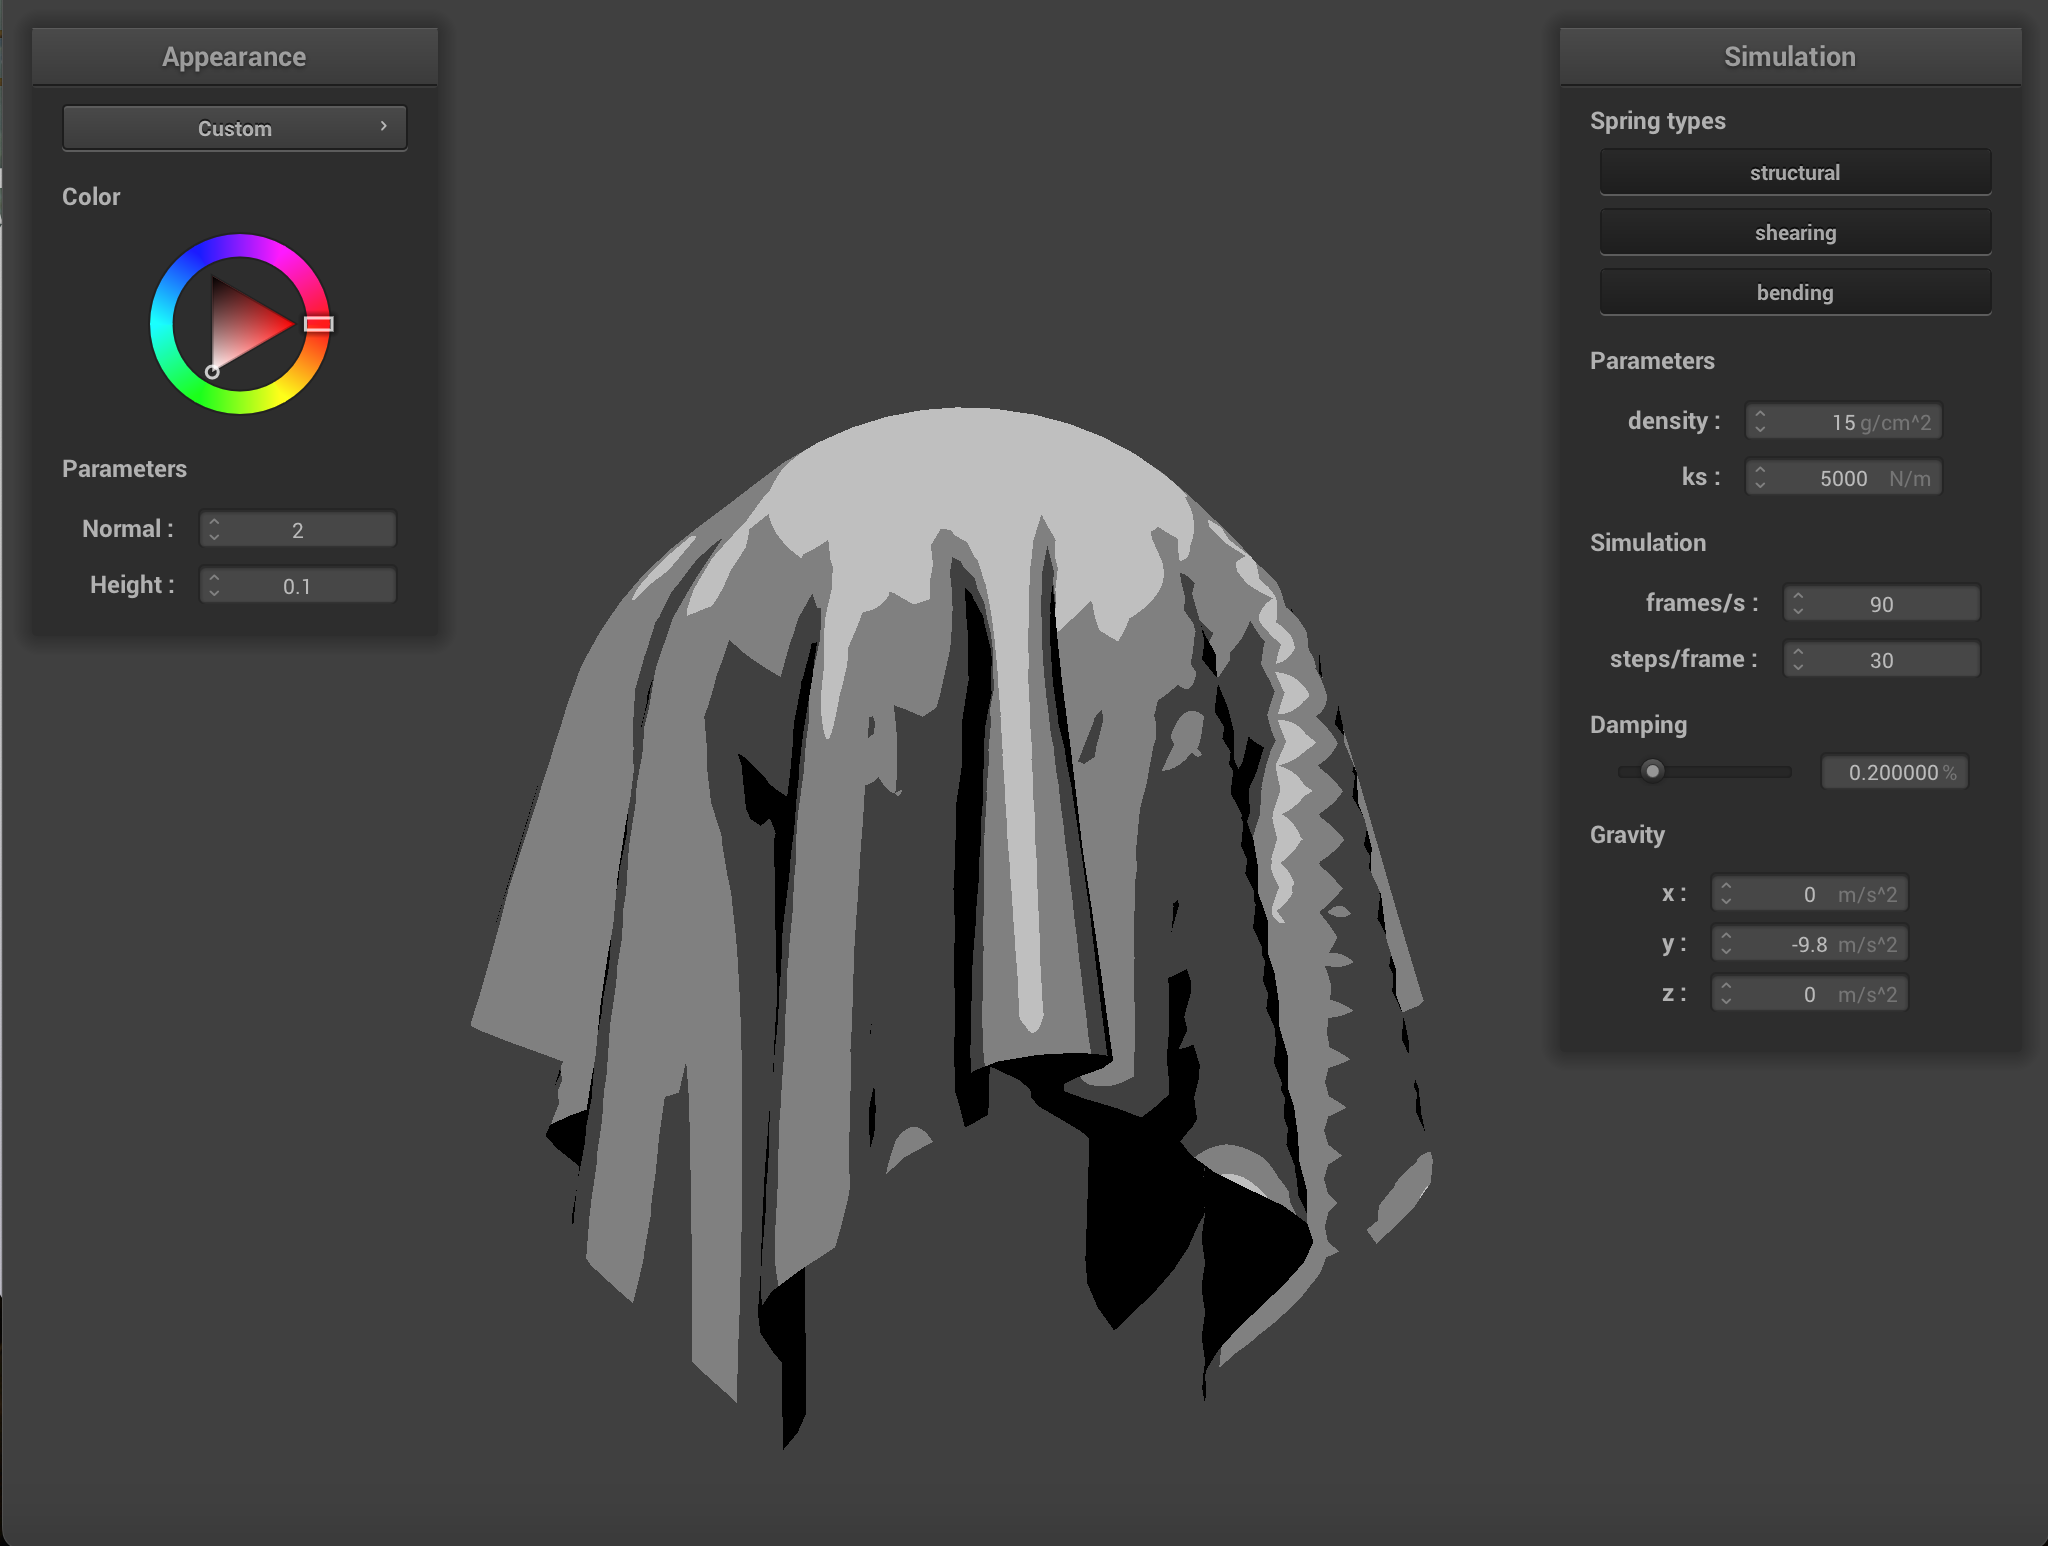 Appearance
Custom
Color
Parameters
Normal : 2
Height : 0.1
Simulation
Spring types
structural
shearing
bending
Parameters
density : 15 g/cm^2
ks : 5000 N/m
Simulation
frames/s : 90
steps/frame : 30
Damping
0.200000 %
Gravity
x : 0 m/s^2
y : -9.8 m/s^2
z : 0 m/s^2